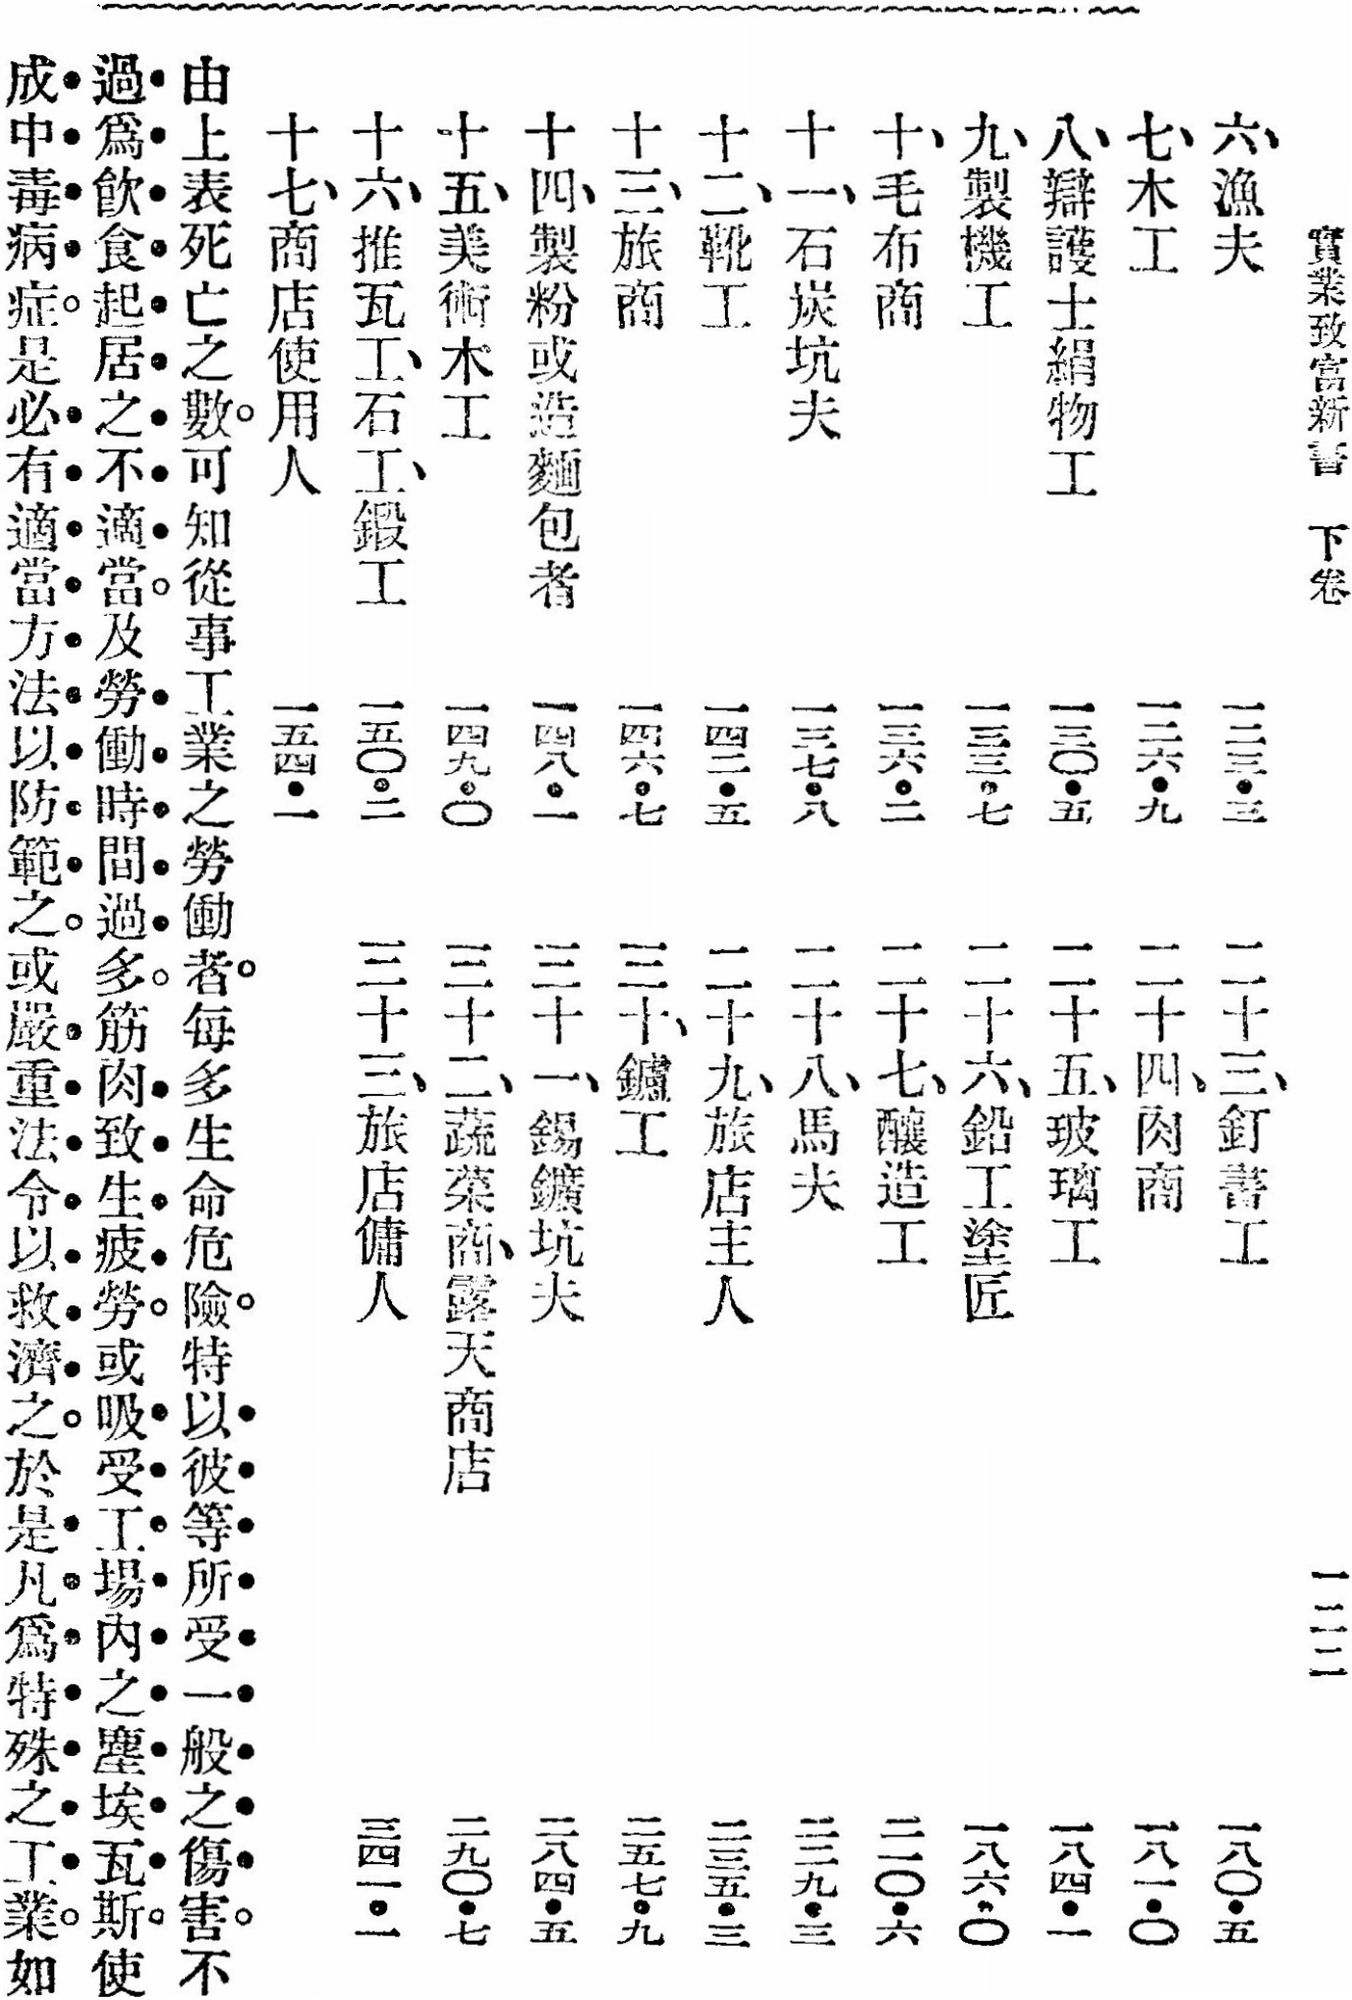 實業致富新書　下卷　一二二
六、漁夫　一二三•三　二十三、釘書工　一八〇•五
七、木工　一二六•九　二十四、肉商　一八一•〇
八、辯護士絹物工　一三〇•五　二十五、玻璃工　一八四•一
九、製機工　一三三•七　二十六、鉛工塗匠　一八六•〇
十、毛布商　一三六•二　二十七、釀造工　二一〇•六
十一、石炭坑夫　一三七•八　二十八、馬夫　二二九•三
十二、靴工　一四二•五　二十九、旅店主人　二三五•三
十三、旅商　一四六•七　三十、鑪工　二五七•九
十四、製粉或造麵包者　一四八•一　三十一、錫鑛坑夫　二八四•五
十五、美術木工　一四九•〇　三十二、蔬菜商、露天商店　二九〇•七
十六、推瓦工、石工、鍛工　一五〇•二　三十三、旅店傭人　三四一•一
十七、商店使用人　一五四•一
由上表死亡之數。可知從事工業之勞働者。每多生命危險。特以彼等所受一般之傷害。不
過爲飮食起居之不適當。及勞働時間過多。筋肉致生疲勞。或吸受工場內之塵埃瓦斯。使
成中毒病症。是必有適當方法以防範之。或嚴重法令以救濟之。於是凡爲特殊之工業。如